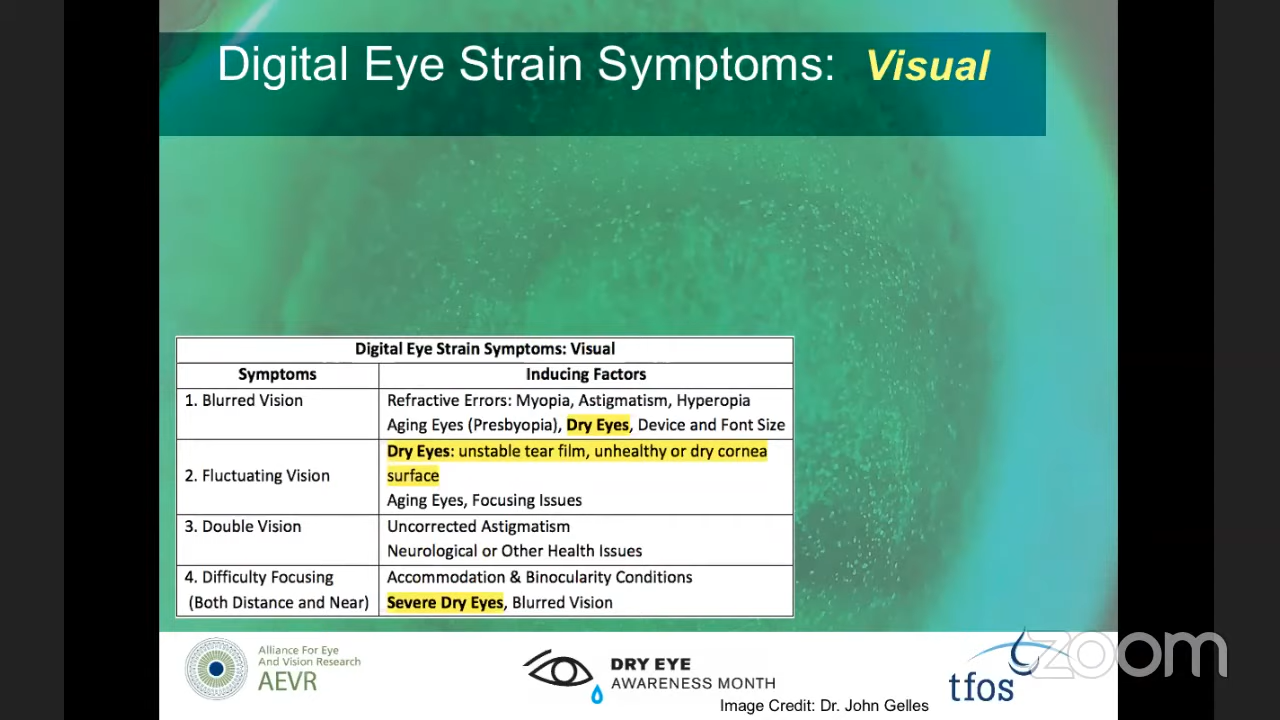 Digital Eye Strain Symptoms: Visual
Digital Eye Strain Symptoms: Visual
Symptoms
Inducing Factors
1. Blurred Vision
Refractive Errors: Myopia, Astigmatism, Hyperopia
Aging Eyes (Presbyopia), Dry Eyes, Device and Font Size
2. Fluctuating Vision
Dry Eyes: unstable tear film, unhealthy or dry cornea
surface
Aging Eyes, Focusing Issues
3. Double Vision
Uncorrected Astigmatism
Neurological or Other Health Issues
4. Difficulty Focusing
(Both Distance and Near)
Accommodation & Binocularity Conditions
Severe Dry Eyes, Blurred Vision
Alliance For Eye
And Vision Research
AEVR
DRY EYE
AWARENESS MONTH
Image Credit: Dr. John Gelles
tfos
zoom